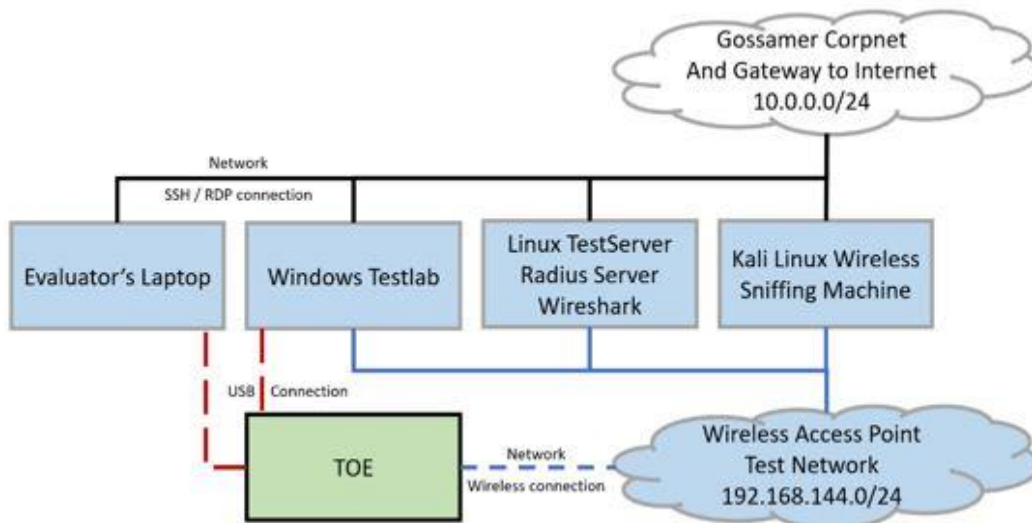 Gossamer Corpnet
And Gateway to Internet
10.0.0.0/24
Network
SSH / RDP connection
Evaluator's Laptop
Windows Testlab
Linux TestServer
Radius Server
Wireshark
Kali Linux Wireless
Sniffing Machine
USB Connection
TOE
Network
Wireless connection
Wireless Access Point
Test Network
192.168.144.0/24